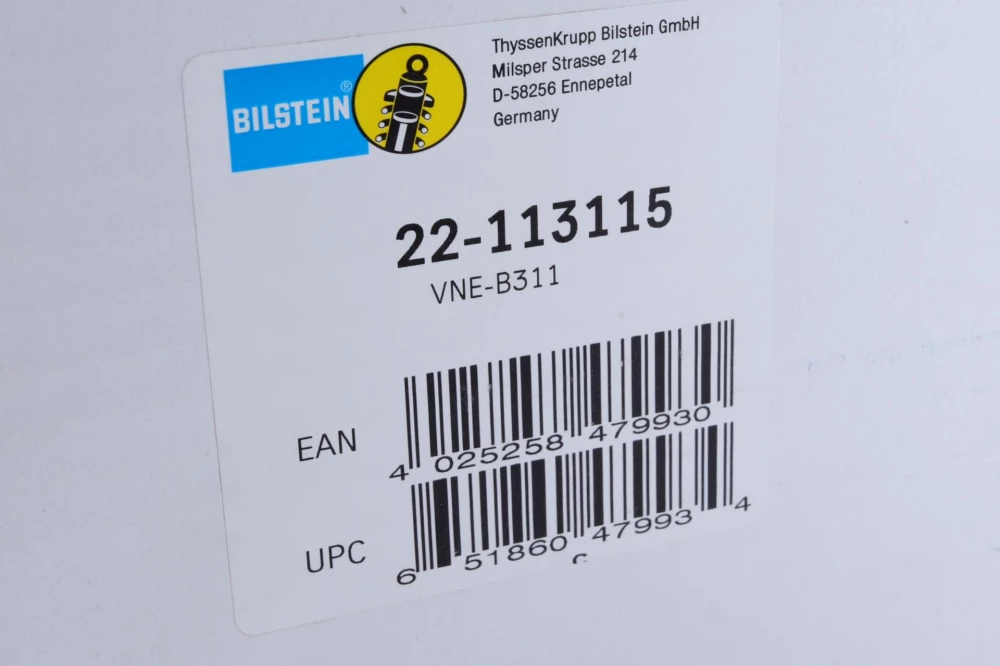 BILSTEIN®
ThyssenKrupp Bilstein GmbH
Milsper Strasse 214
D-58256 Ennepetal
Germany
22-113115
VNE-B311
EAN
4 025258 479930
UPC
6 51860 47993 4